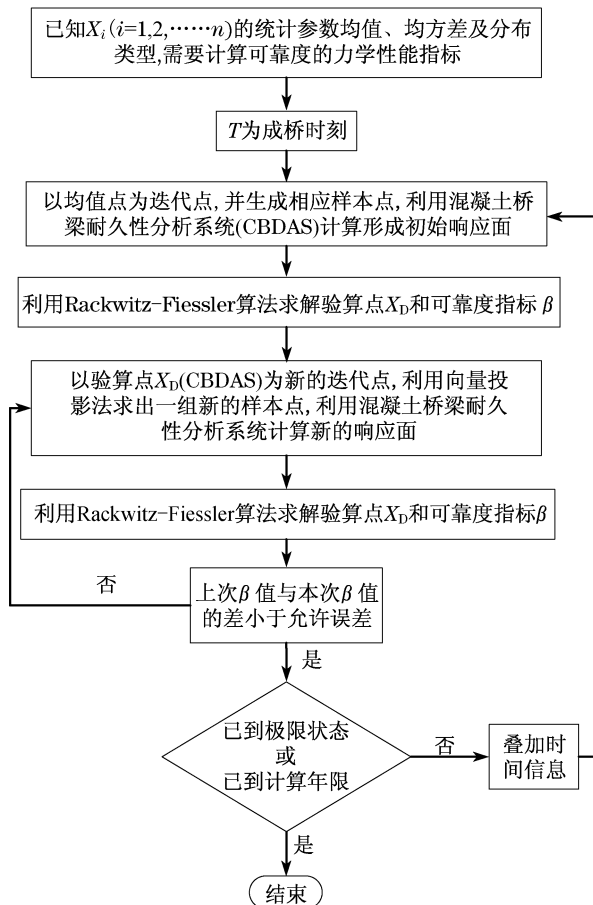 已知Xi(i=1,2,……n)的统计参数均值、均方差及分布
类型,需要计算可靠度的力学性能指标
T为成桥时刻
以均值点为迭代点,并生成相应样本点,利用混凝土桥
梁耐久性分析系统(CBDAS)计算形成初始响应面
利用Rackwitz-Fiessler算法求解验算点XD和可靠度指标 β
以验算点XD(CBDAS)为新的迭代点,利用向量投
影法求出一组新的样本点,利用混凝土桥梁耐久
性分析系统计算新的响应面
利用Rackwitz-Fiessler算法求解验算点XD和可靠度指标β
否
上次β 值与本次β 值
的差小于允许误差
是
已到极限状态
或
已到计算年限
否
叠加时
间信息
是
结束